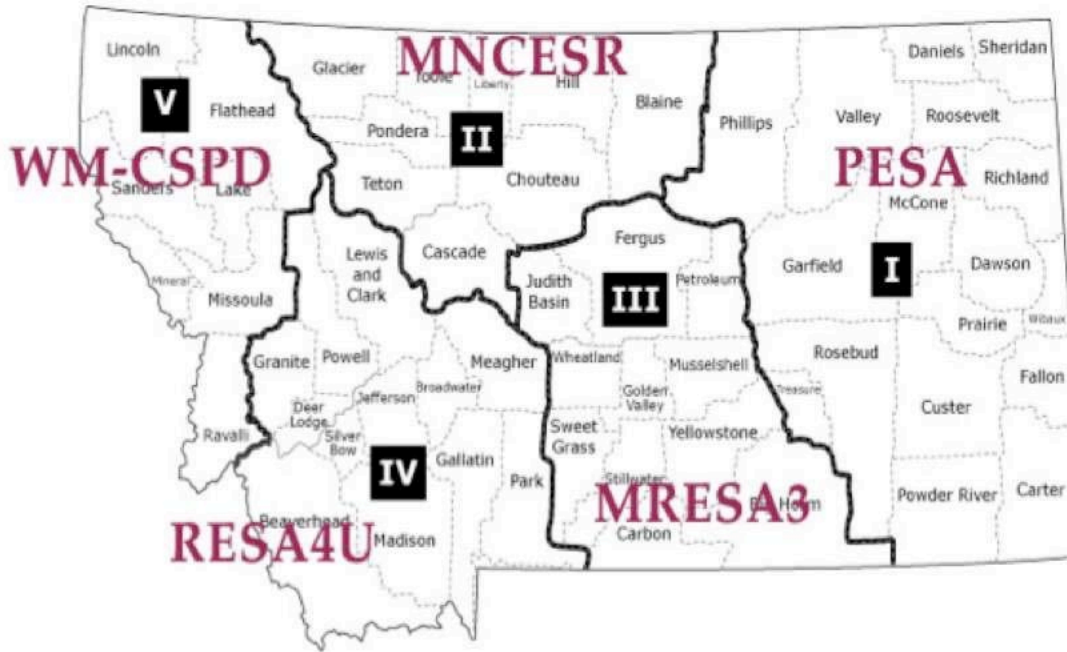 Lincoln
V
Flathead
WM-CSPD
Sanders
Lake
Mineral
Missoula
Ravalli
MNCESR
Glacier
Toole
Liberty
Hill
Blaine
Pondera
II
Teton
Chouteau
Cascade
Daniels
Sheridan
Phillips
Valley
Roosevelt
PESA
Richland
McCone
Garfield
I
Dawson
Prairie
Wibaux
Rosebud
Treasure
Fallon
Custer
Powder River
Carter
Fergus
Judith
Basin
III
Petroleum
Wheatland
Musselshell
Golden
Valley
Sweet
Grass
Yellowstone
Stillwater
MRESA3
Carbon
Lewis
and
Clark
Granite
Powell
Meagher
Broadwater
Jefferson
Deer
Lodge
Silver
Bow
IV
Gallatin
Park
Beaverhead
RESA4U
Madison